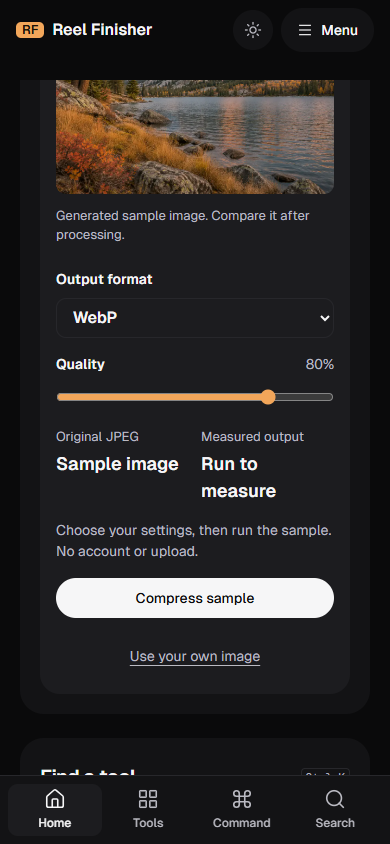 RF Reel Finisher
Menu
Generated sample image. Compare it after
processing.
Output format
WebP
Quality 80%
Original JPEG
Measured output
Sample image
Run to
measure
Choose your settings, then run the sample.
No account or upload.
Compress sample
Use your own image
Find a tool
Ctrl K
Home
Tools
Command
Search